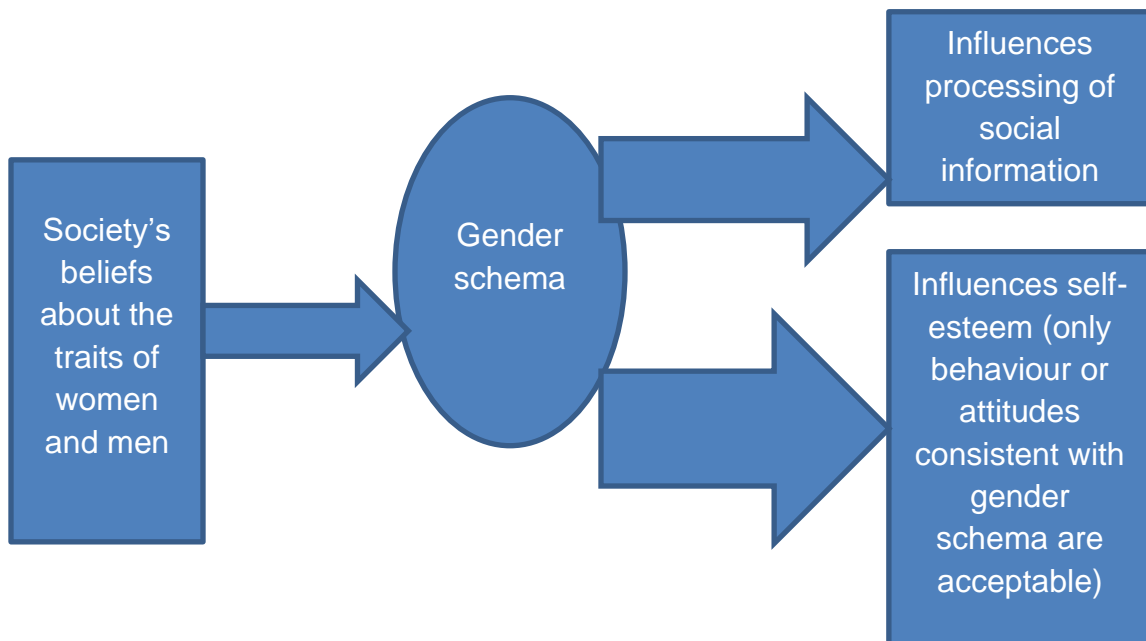 Society’s
beliefs
about the
traits of
women
and men
Gender
schema
Influences
processing of
social
information
Influences self-
esteem (only
behaviour or
attitudes
consistent with
gender
schema are
acceptable)